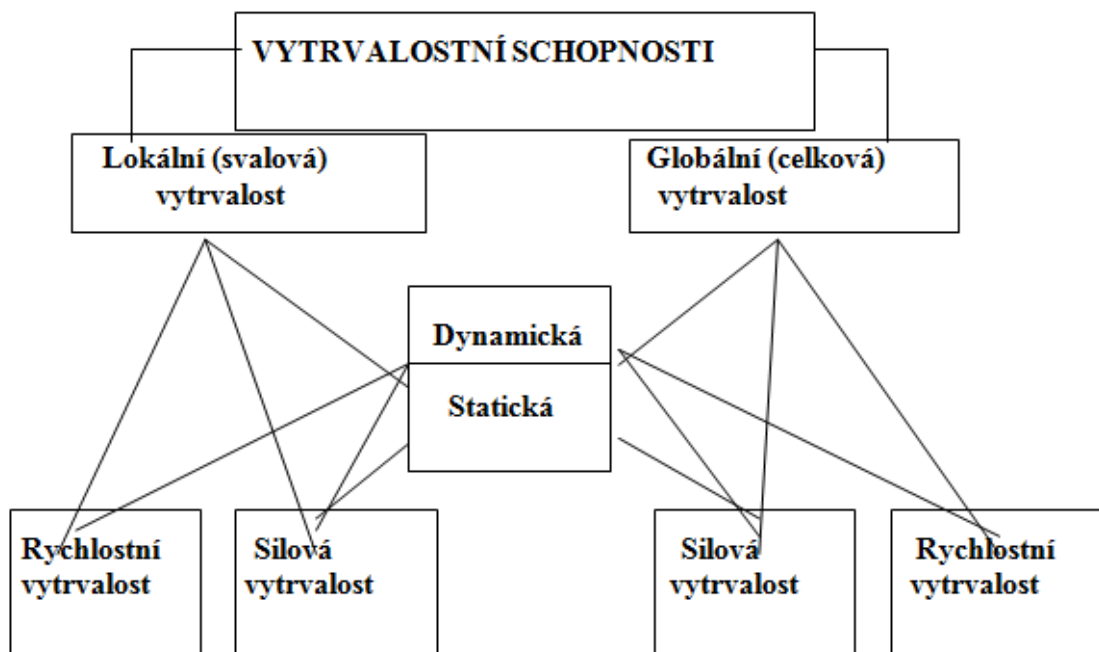 VYTRVALOSTNÍ SCHOPNOSTI
Lokální (svalová)
vytrvalost
Globální (celková)
vytrvalost
Dynamická
Statická
Rychlostní
vytrvalost
Silová
vytrvalost
Silová
vytrvalost
Rychlostní
vytrvalost